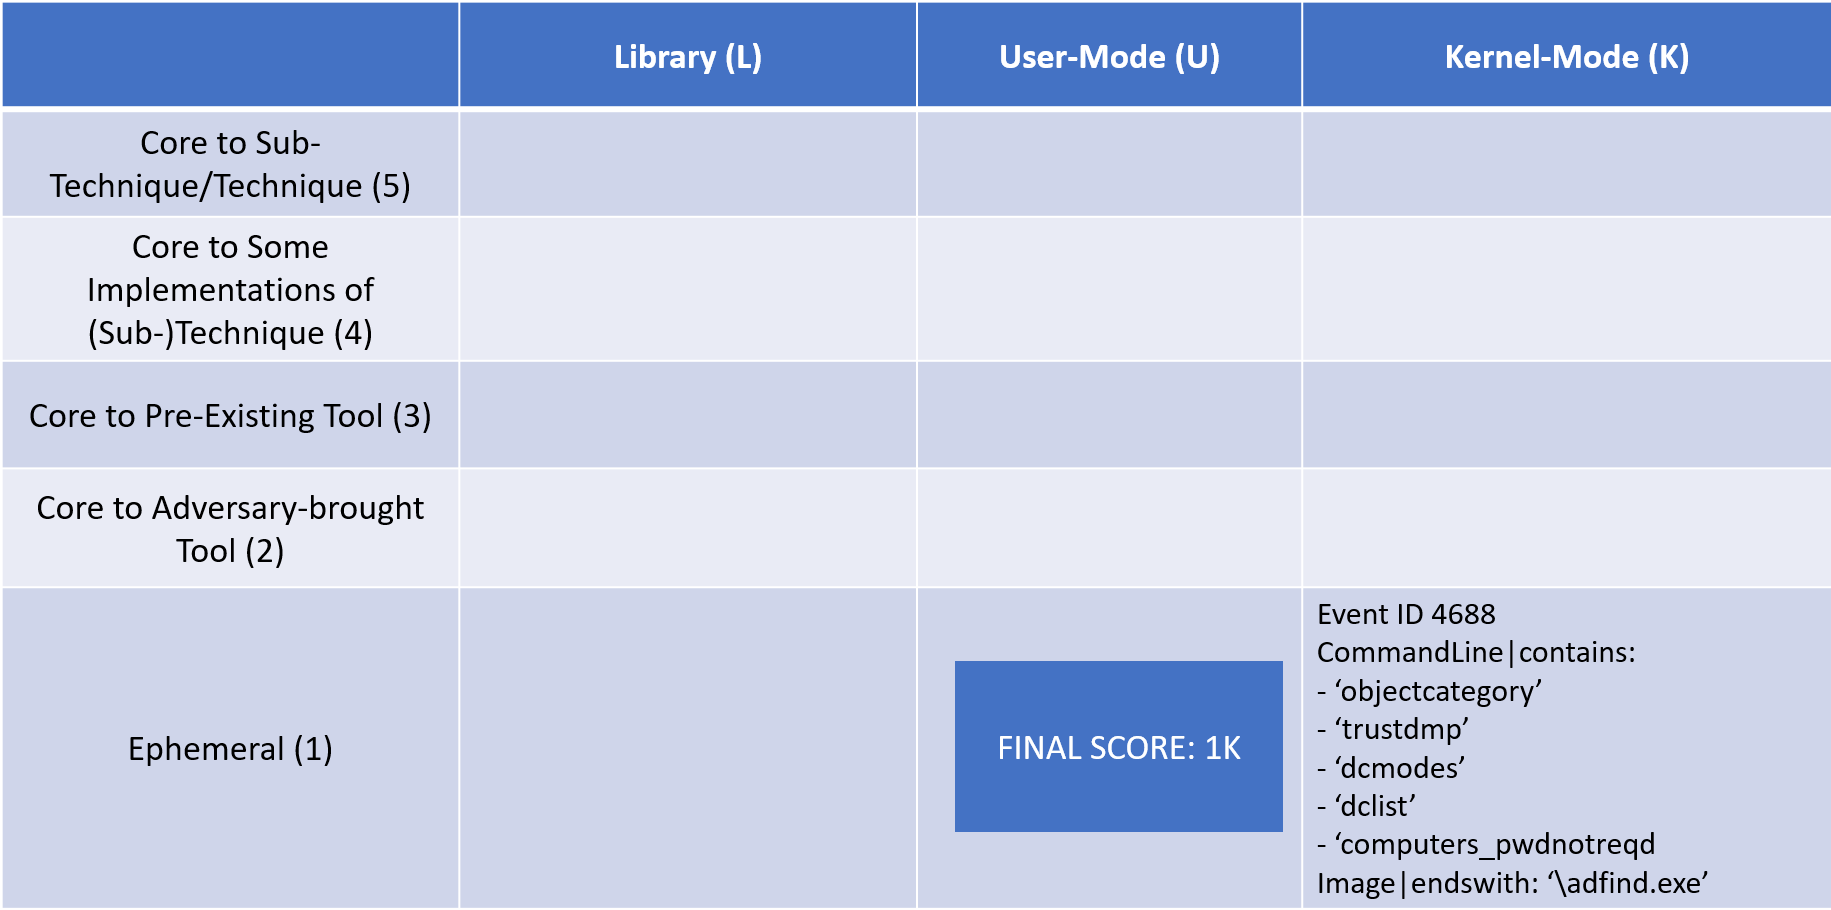 Library (L)
User-Mode (U)
Kernel-Mode (K)
Core to Sub-
Technique/Technique (5)
Core to Some
Implementations of
(Sub-)Technique (4)
Core to Pre-Existing Tool (3)
Core to Adversary-brought
Tool (2)
Ephemeral (1)
FINAL SCORE: 1K
Event ID 4688
CommandLine|contains:
- ‘objectcategory’
- ‘trustdmp’
- ‘dcmodes’
- ‘dclist’
- ‘computers_pwdnotreqd
Image|endswith: ‘\adfind.exe’